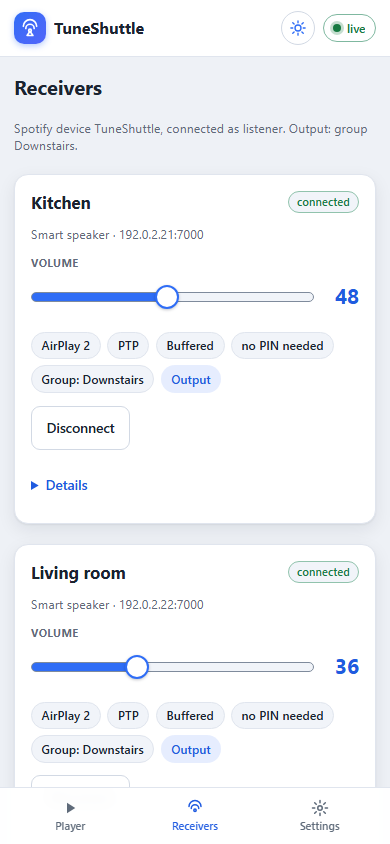 TuneShuttle
live
Receivers
Spotify device TuneShuttle, connected as listener. Output: group
Downstairs.
Kitchen
connected
Smart speaker · 192.0.2.21:7000
VOLUME
48
AirPlay 2
PTP
Buffered
no PIN needed
Group: Downstairs
Output
Disconnect
Details
Living room
connected
Smart speaker · 192.0.2.22:7000
VOLUME
36
AirPlay 2
PTP
Buffered
no PIN needed
Group: Downstairs
Output
Player
Receivers
Settings